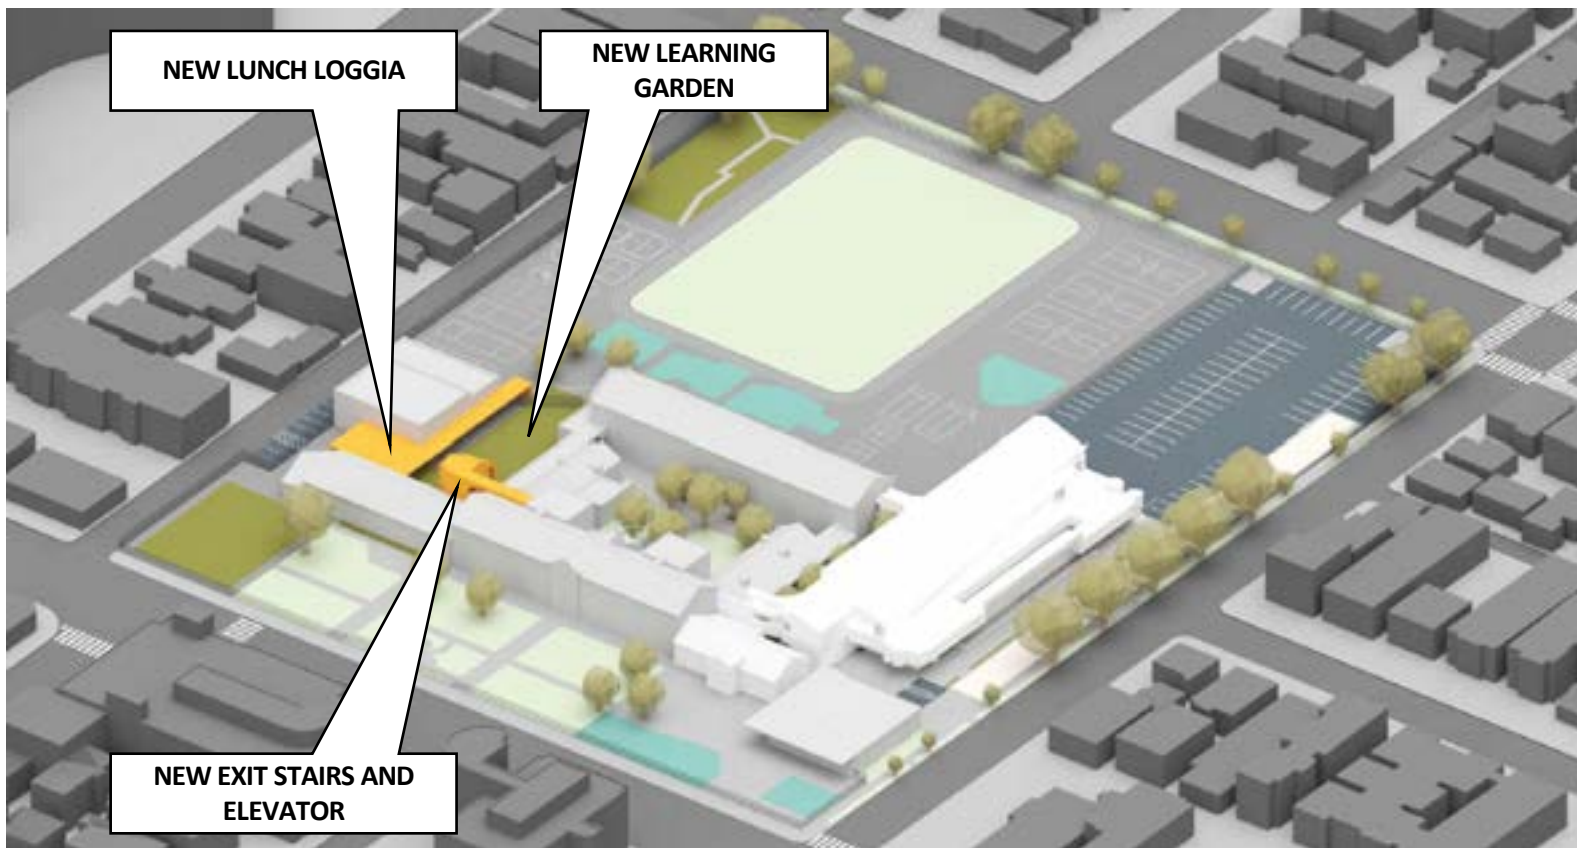 NEW LUNCH LOGGIA
NEW LEARNING
GARDEN
NEW EXIT STAIRS AND
ELEVATOR